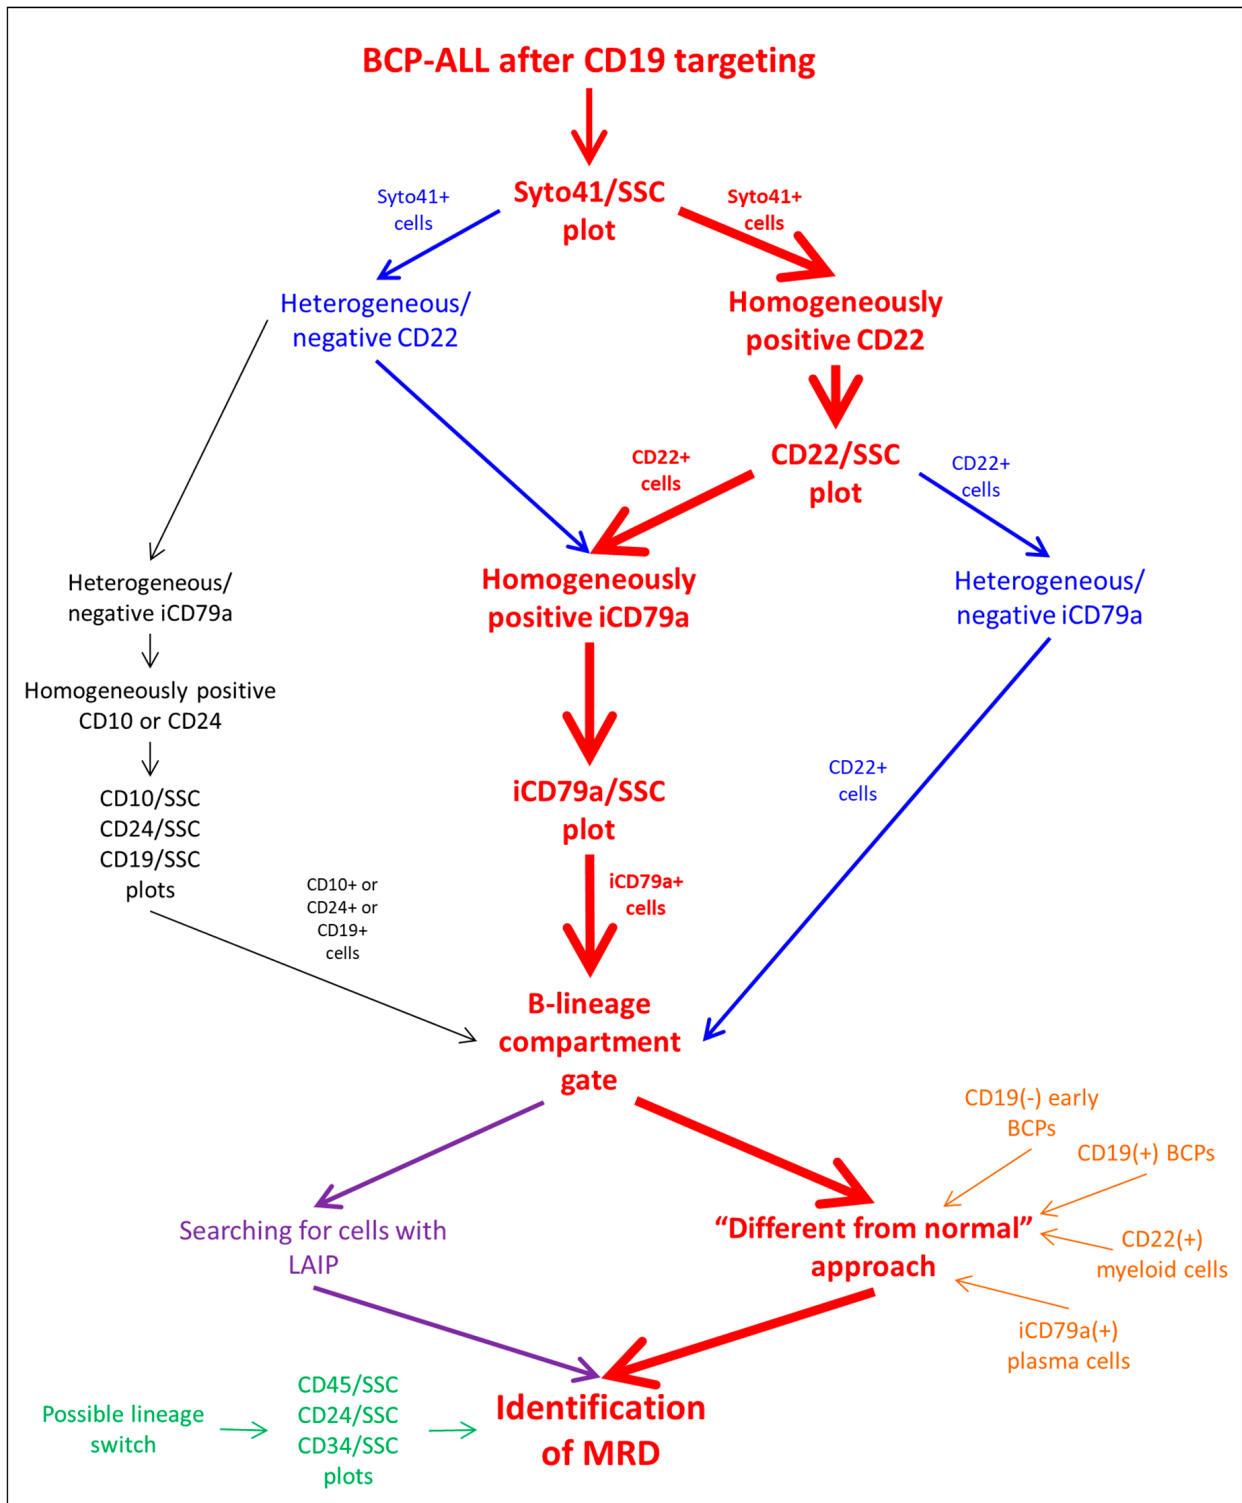 BCP-ALL after CD19 targeting
Syto41/SSC
plot
Syto41+
cells
Syto41+
cells
Heterogeneous/
negative CD22
Homogeneously
positive CD22
CD22/SSC
plot
CD22+
cells
CD22+
cells
Heterogeneous/
negative iCD79a
Homogeneously
positive iCD79a
Heterogeneous/
negative iCD79a
Homogeneously positive
CD10 or CD24
CD10/SSC
CD24/SSC
CD19/SSC
plots
iCD79a/SSC
plot
CD22+
cells
CD10+ or
CD24+ or
CD19+
cells
iCD79a+
cells
B-lineage
compartment
gate
CD19(-) early
BCPs
CD19(+) BCPs
CD22(+)
myeloid cells
iCD79a(+)
plasma cells
Searching for cells with
LAIP
“Different from normal”
approach
Possible lineage
switch
CD45/SSC
CD24/SSC
CD34/SSC
plots
Identification
of MRD